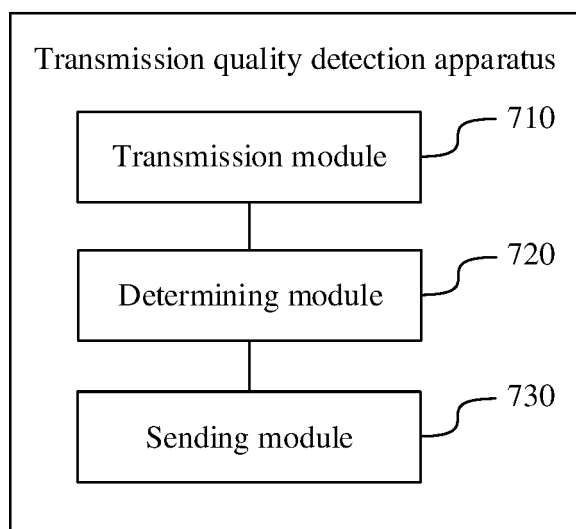 Transmission quality detection apparatus
710
Transmission module
720
Determining module
730
Sending module